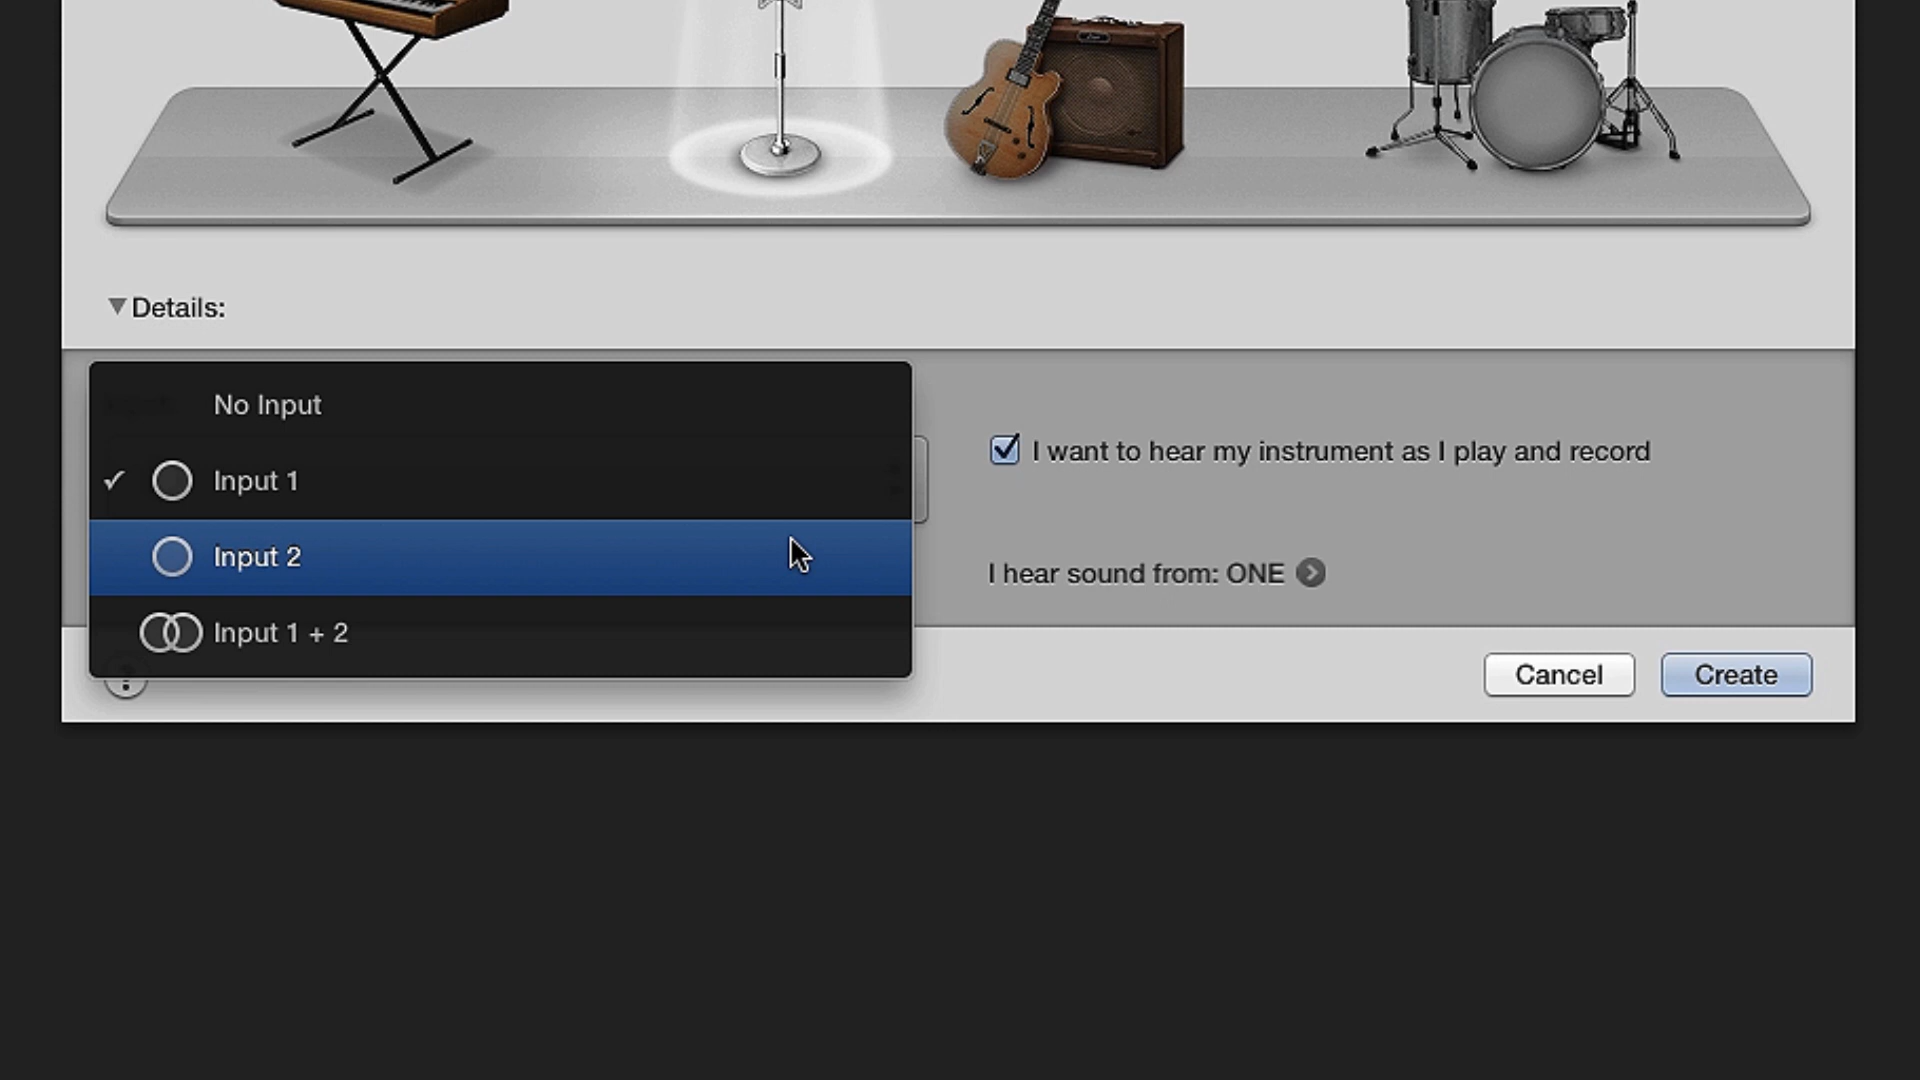 Details:
No Input
✓ Input 1
Input 2
Input 1 + 2
I want to hear my instrument as I play and record
I hear sound from: ONE
Cancel
Create